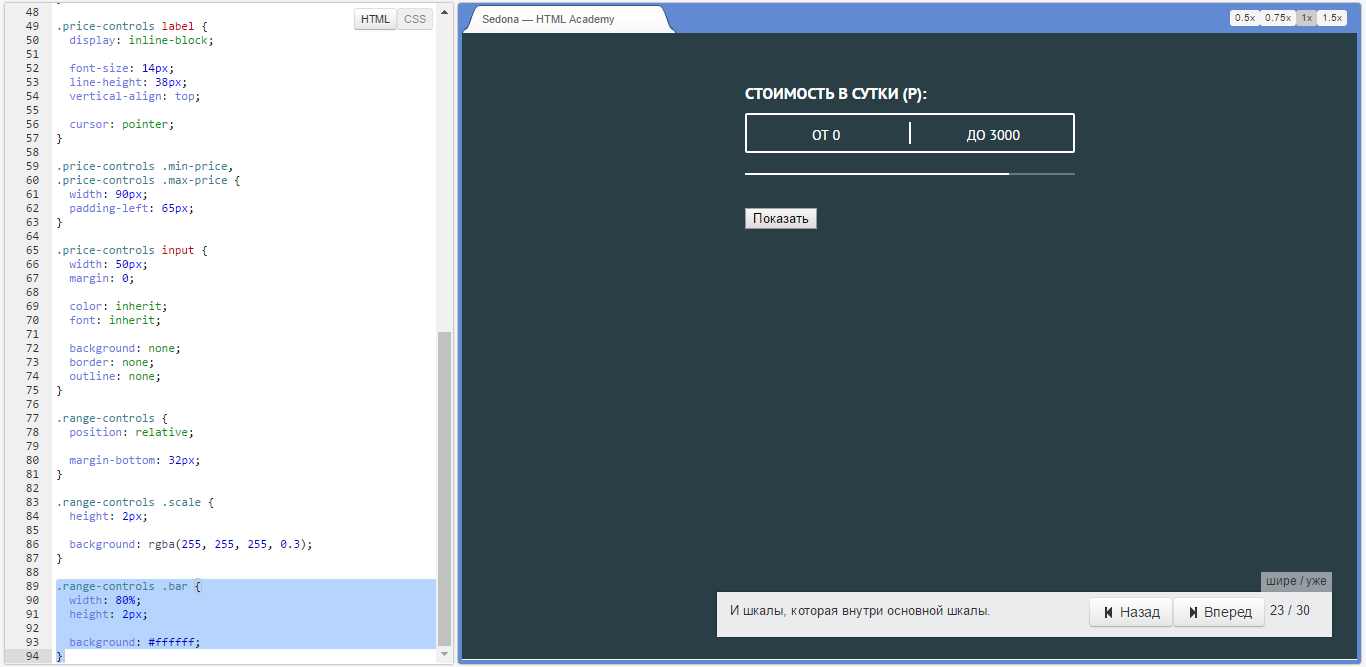 48
HTML CSS
49 .price-controls label {
50 display: inline-block;
51
52 font-size: 14px;
53 line-height: 38px;
54 vertical-align: top;
55
56 cursor: pointer;
57 }
58
59 .price-controls .min-price,
60 .price-controls .max-price {
61 width: 90px;
62 padding-left: 65px;
63 }
64
65 .price-controls input {
66 width: 50px;
67 margin: 0;
68
69 color: inherit;
70 font: inherit;
71
72 background: none;
73 border: none;
74 outline: none;
75 }
76
77 .range-controls {
78 position: relative;
79
80 margin-bottom: 32px;
81 }
82
83 .range-controls .scale {
84 height: 2px;
85
86 background: rgba(255, 255, 255, 0.3);
87 }
88
89 .range-controls .bar {
90 width: 80%;
91 height: 2px;
92
93 background: #ffffff;
94 }
Sedona — HTML Academy
0.5x 0.75x 1x 1.5x
СТОИМОСТЬ В СУТКИ (Р):
ОТ 0 ДО 3000
Показать
шире / уже
И шкалы, которая внутри основной шкалы.
Назад Вперед 23 / 30